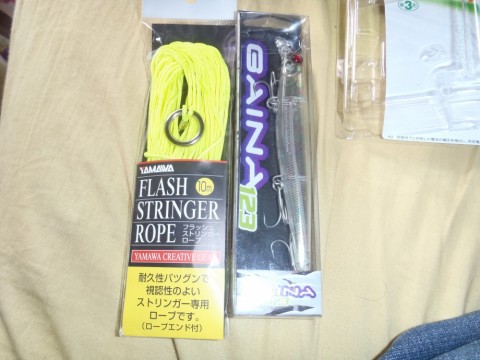 YAMAWA
10m
FLASH
STRINGER
ROPE
フラッシュ
ストリンガー
ロープ
YAMAWA CREATIVE GEAR
耐久性バツグンで
視認性のよい
ストリンガー専用
ロープです。
(ロープエンド付)
GAINA 123
3